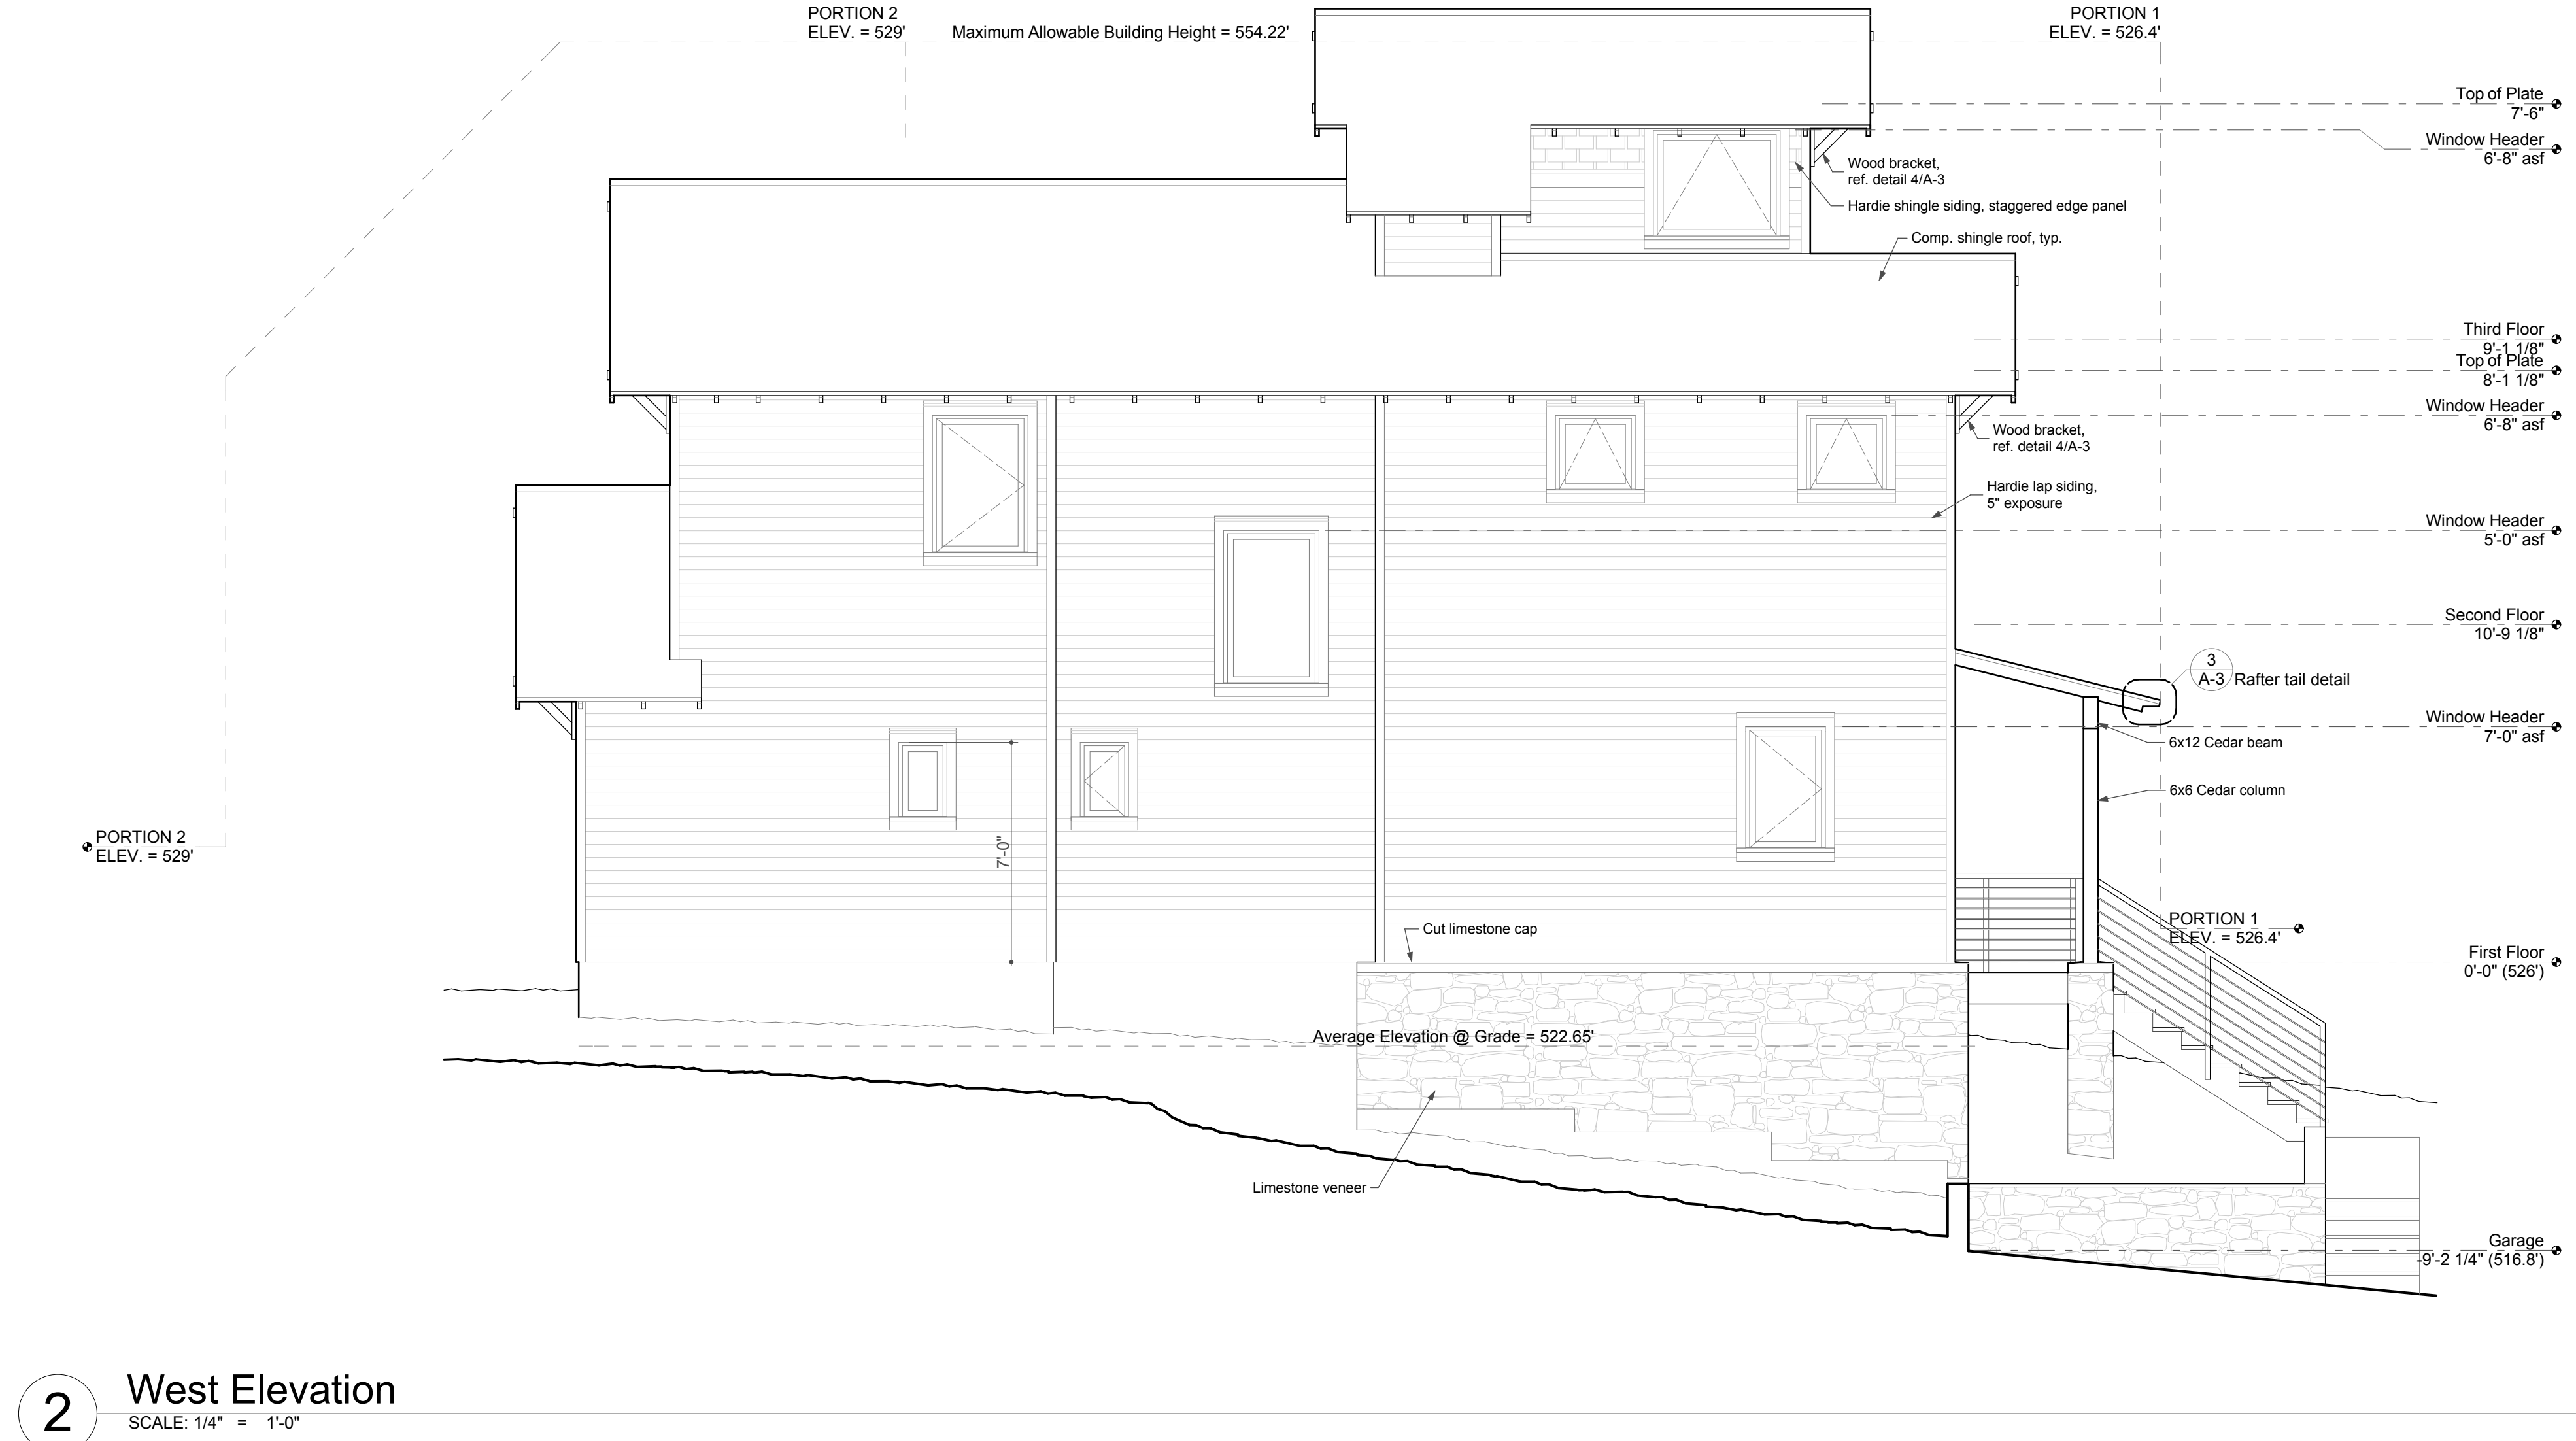 PORTION 2
ELEV. = 529'
Maximum Allowable Building Height = 554.22'
PORTION 1
ELEV. = 526.4'
Top of Plate
7'-6"
Window Header
6'-8" asf
Wood bracket,
ref. detail 4/A-3
Hardie shingle siding, staggered edge panel
Comp. shingle roof, typ.
Third Floor
9'-1 1/8"
Top of Plate
8'-1 1/8"
Window Header
6'-8" asf
Wood bracket,
ref. detail 4/A-3
Hardie lap siding,
5" exposure
Window Header
5'-0" asf
Second Floor
10'-9 1/8"
3
A-3
Rafter tail detail
Window Header
7'-0" asf
6x12 Cedar beam
6x6 Cedar column
PORTION 2
ELEV. = 529'
7'-0"
PORTION 1
ELEV. = 526.4'
Cut limestone cap
First Floor
0'-0" (526')
Average Elevation @ Grade = 522.65'
Limestone veneer
Garage
-9'-2 1/4" (516.8')
2
West Elevation
SCALE: 1/4" = 1'-0"